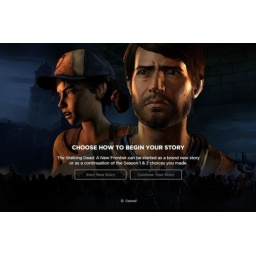 CHOOSE HOW TO BEGIN YOUR STORY
The Walking Dead: A New Frontier can be started as a brand new story
or as a continuation of the Season 1 & 2 choices you made.
Start New Story
Continue Your Story
Cancel